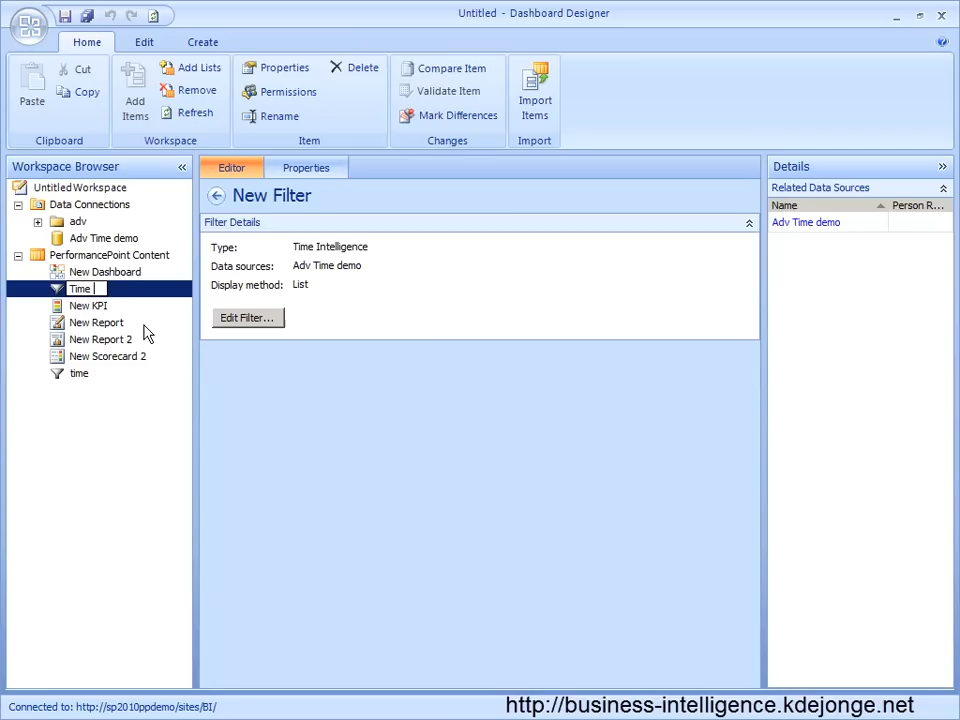 Untitled - Dashboard Designer
Home Edit Create
Paste
Cut
Copy
Clipboard
Add Items
Add Lists
Remove
Refresh
Workspace
Properties
Permissions
Rename
Delete
Item
Compare Item
Validate Item
Mark Differences
Changes
Import Items
Import
Workspace Browser
Untitled Workspace
Data Connections
adv
Adv Time demo
PerformancePoint Content
New Dashboard
Time
New KPI
New Report
New Report 2
New Scorecard 2
time
Editor Properties
New Filter
Filter Details
Type: Time Intelligence
Data sources: Adv Time demo
Display method: List
Edit Filter...
Details
Related Data Sources
Name Person R...
Adv Time demo
Connected to: http://sp2010ppdemo/sites/BI/
http://business-intelligence.kdejonge.net